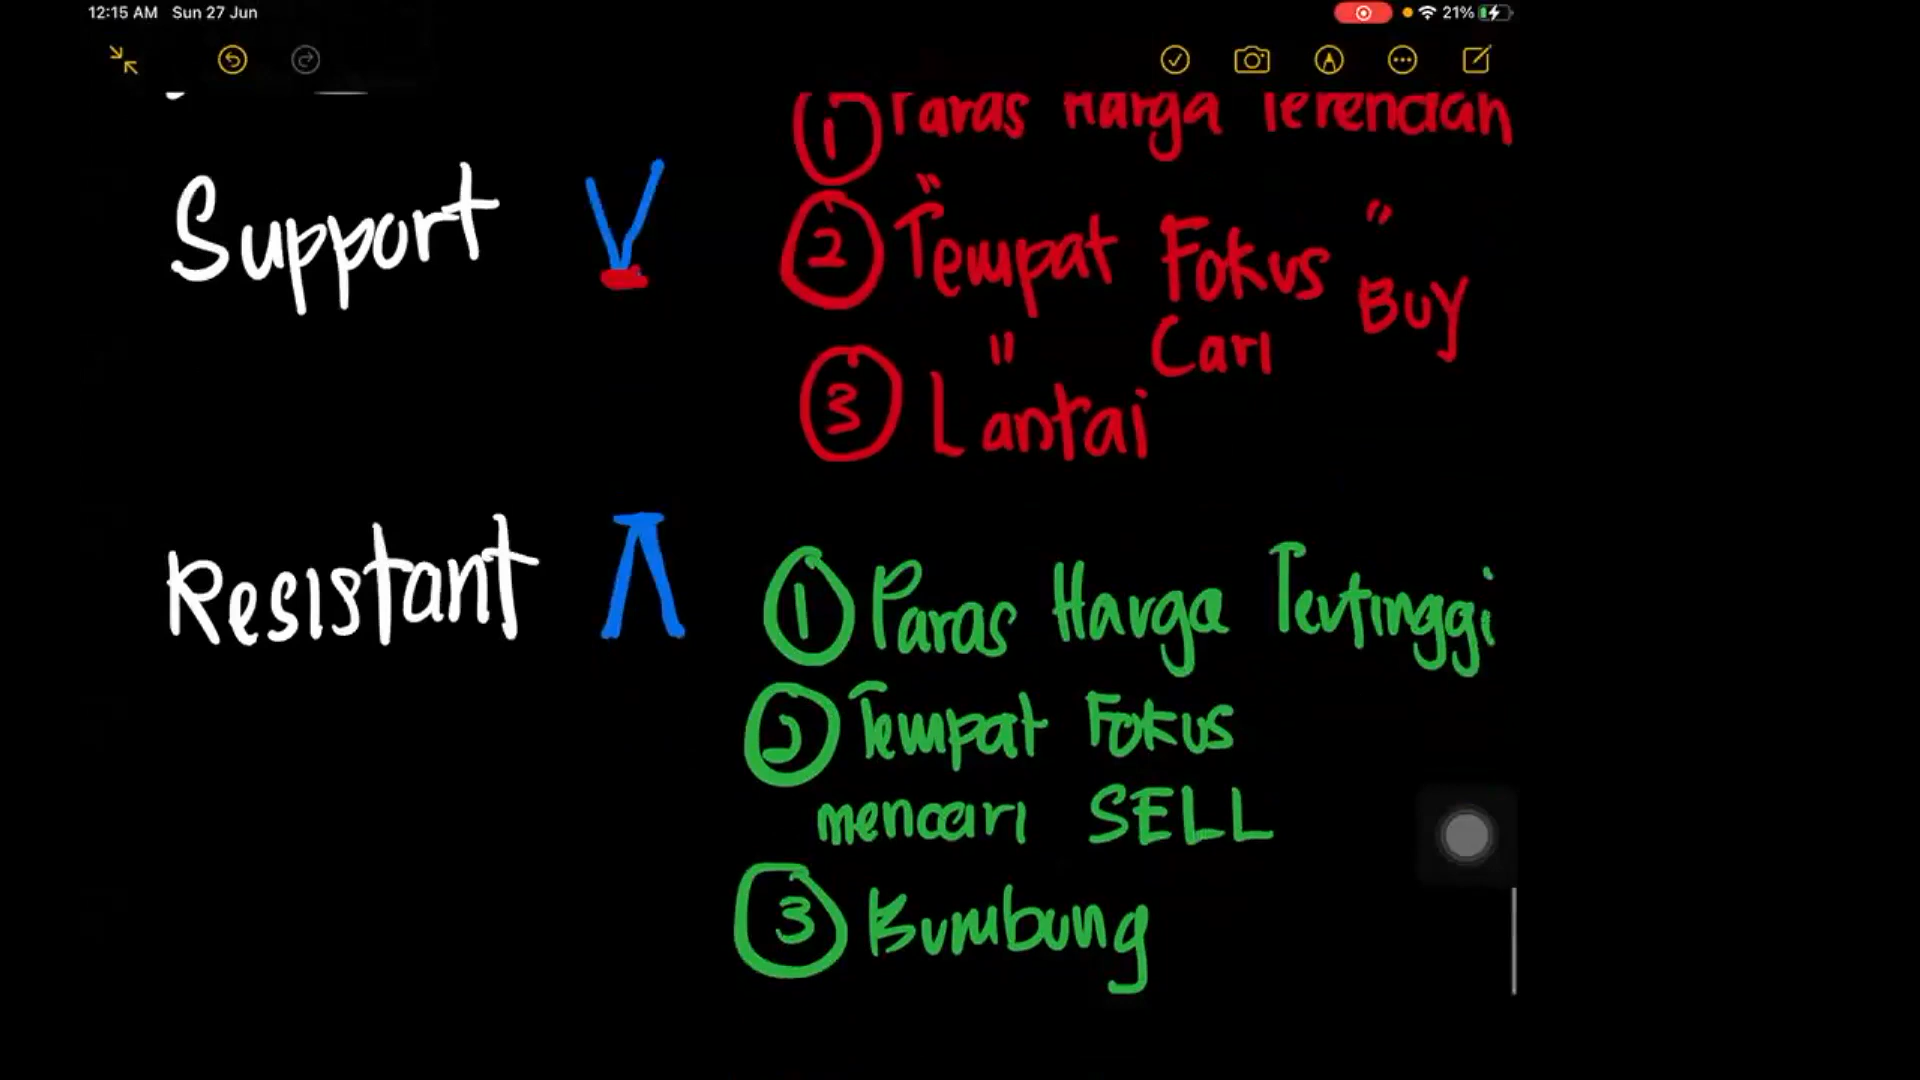 12:15 AM Sun 27 Jun
21%
① Paras Harga Terendah
Support
② "Tempat Fokus "
Cari BUY
③ "Lantai
Resistant
① Paras Harga Tertinggi
② Tempat Fokus
mencari SELL
③ Bumbung